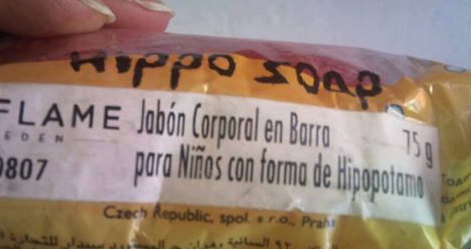 Hippo soap
FLAME Jabón Corporal en Barra 75 g
EDEN
0807 para Niños con forma de Hipopotamo
Czech Republic, spol. s r.o., Praha